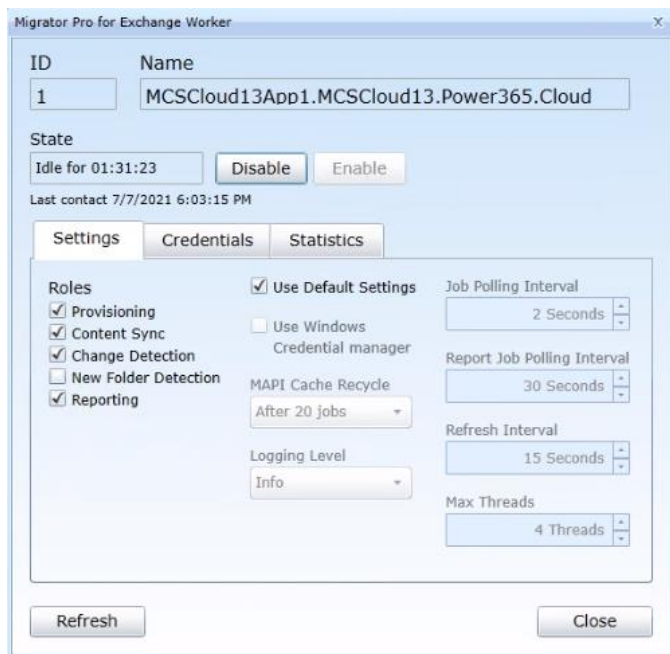 Migrator Pro for Exchange Worker
ID
Name
1
MCSCloud13App1.MCSCloud13.Power365.Cloud
State
Idle for 01:31:23
Disable
Enable
Last contact 7/7/2021 6:03:15 PM
Settings
Credentials
Statistics
Roles
Provisioning
Content Sync
Change Detection
New Folder Detection
Reporting
Use Default Settings
Use Windows
Credential manager
MAPI Cache Recycle
After 20 jobs
Logging Level
Info
Job Polling Interval
2 Seconds
Report Job Polling Interval
30 Seconds
Refresh Interval
15 Seconds
Max Threads
4 Threads
Refresh
Close